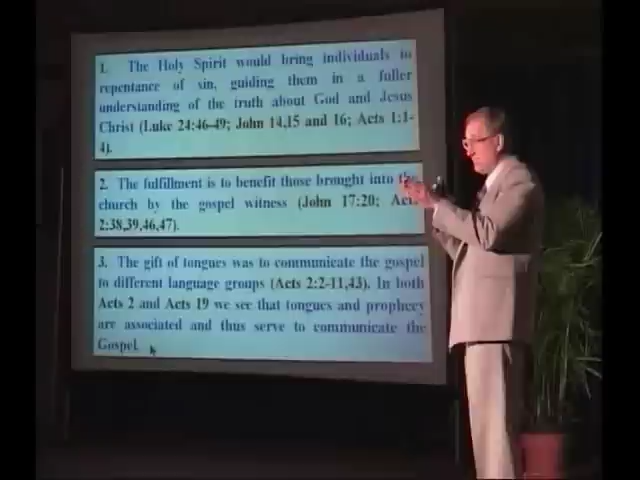 1. The Holy Spirit would bring individuals to
repentance of sin, guiding them in a fuller
understanding of the truth about God and Jesus
Christ (Luke 24:46-49; John 14,15 and 16; Acts 1:1-
4).
2. The fulfillment is to benefit those brought into the
church by the gospel witness (John 17:20; Acts
2:38,39,46,47).
3. The gift of tongues was to communicate the gospel
to different language groups (Acts 2:2-11,43). In both
Acts 2 and Acts 19 we see that tongues and prophecy
are associated and thus serve to communicate the
Gospel.